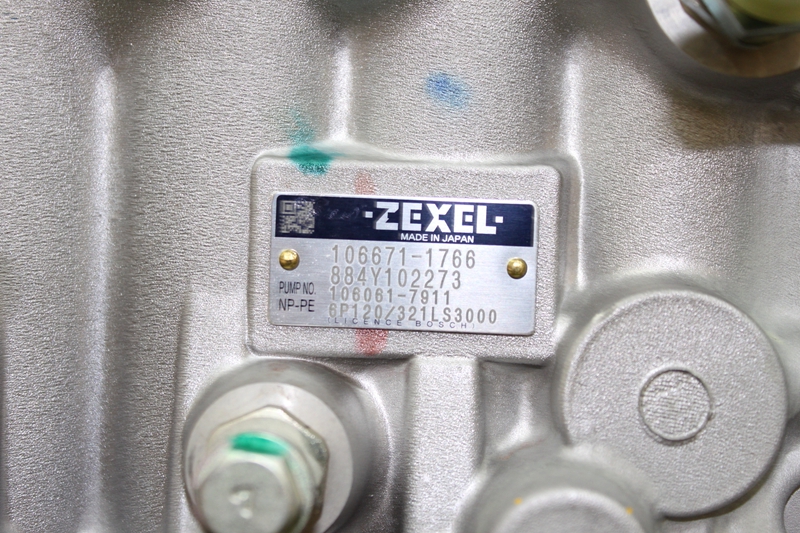 ·ZEXEL·
MADE IN JAPAN
106671-1766
884Y102273
PUMP NO. 106061-7911
NP-PE 6P120/321LS3000
(LICENCE BOSCH)